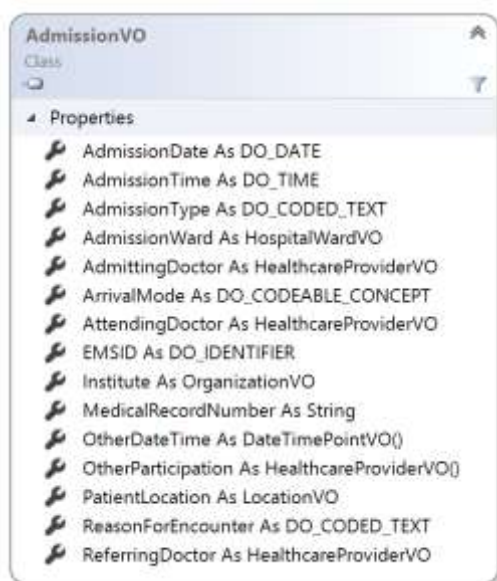 AdmissionVO
Class
Properties
AdmissionDate As DO_DATE
AdmissionTime As DO_TIME
AdmissionType As DO_CODED_TEXT
AdmissionWard As HospitalWardVO
AdmittingDoctor As HealthcareProviderVO
ArrivalMode As DO_CODEABLE_CONCEPT
AttendingDoctor As HealthcareProviderVO
EMSID As DO_IDENTIFIER
Institute As OrganizationVO
MedicalRecordNumber As String
OtherDateTime As DateTimePointVO()
OtherParticipation As HealthcareProviderVO()
PatientLocation As LocationVO
ReasonForEncounter As DO_CODED_TEXT
ReferringDoctor As HealthcareProviderVO